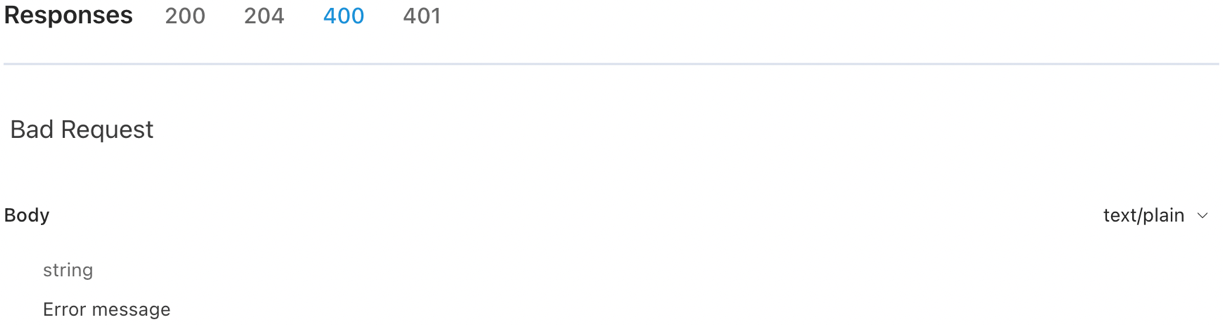 Responses 200 204 400 401
Bad Request
Body text/plain
string
Error message